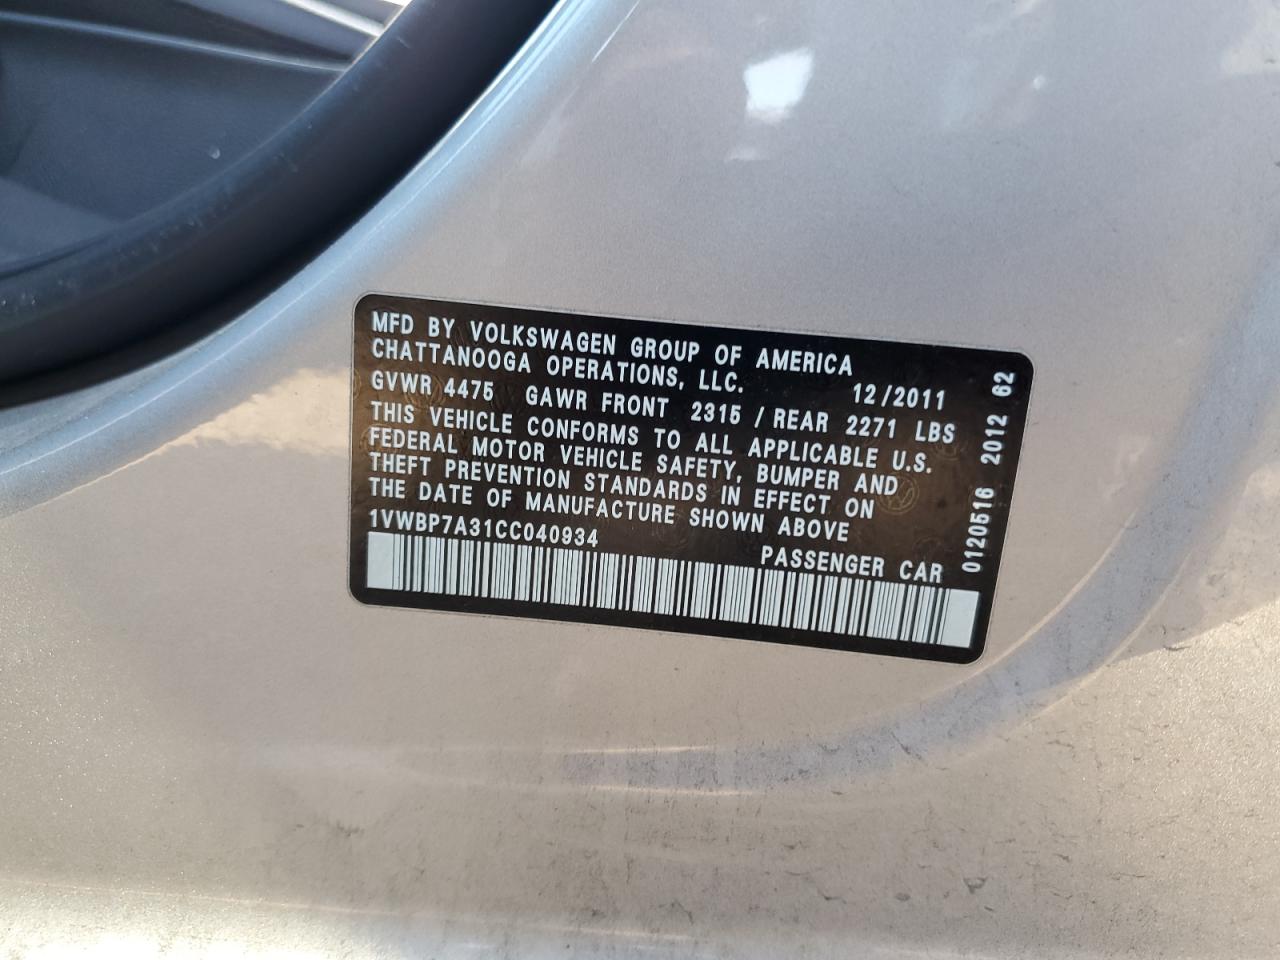 MFD BY VOLKSWAGEN GROUP OF AMERICA
CHATTANOOGA OPERATIONS, LLC. 12/2011
GVWR 4475 GAWR FRONT 2315 / REAR 2271 LBS
THIS VEHICLE CONFORMS TO ALL APPLICABLE U.S.
FEDERAL MOTOR VEHICLE SAFETY, BUMPER AND
THEFT PREVENTION STANDARDS IN EFFECT ON
THE DATE OF MANUFACTURE SHOWN ABOVE
1VWBP7A31CC040934 PASSENGER CAR
0120516 2012 62